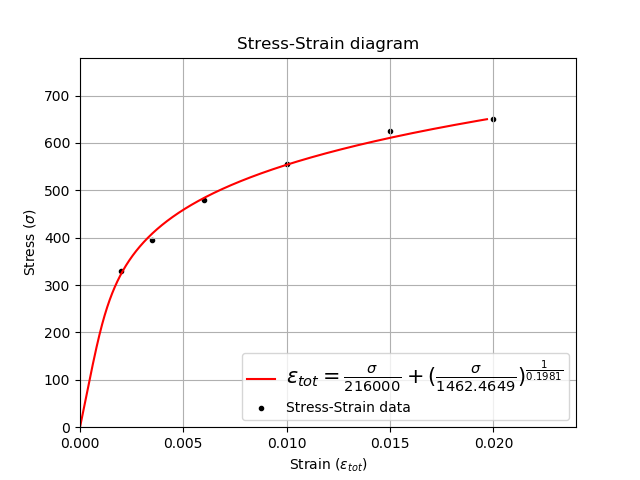 Stress-Strain diagram
700
600
500
400
300
200
100
0
Stress (σ)
ε_tot = σ/216000 + (σ/1462.4649)^(1/0.1981)
Stress-Strain data
0.000 0.005 0.010 0.015 0.020
Strain (ε_tot)